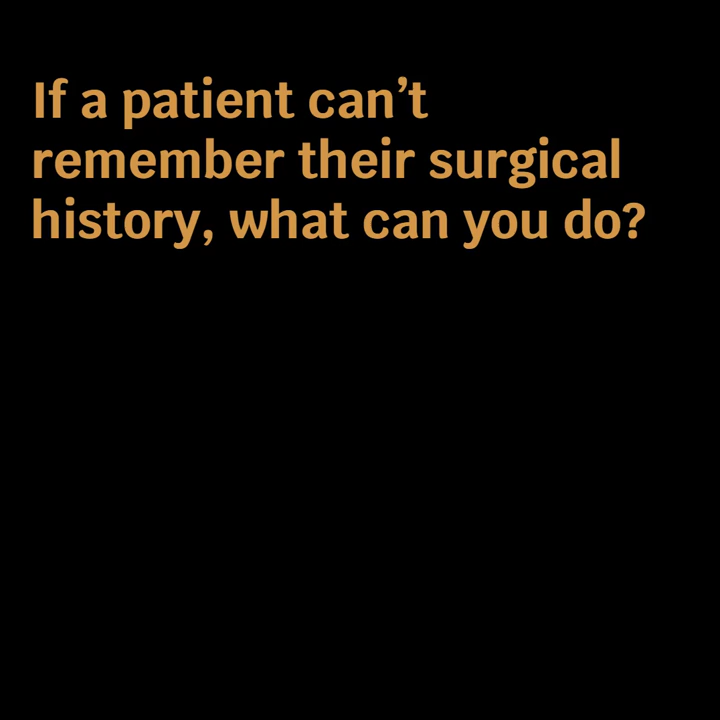 If a patient can’t
remember their surgical
history, what can you do?